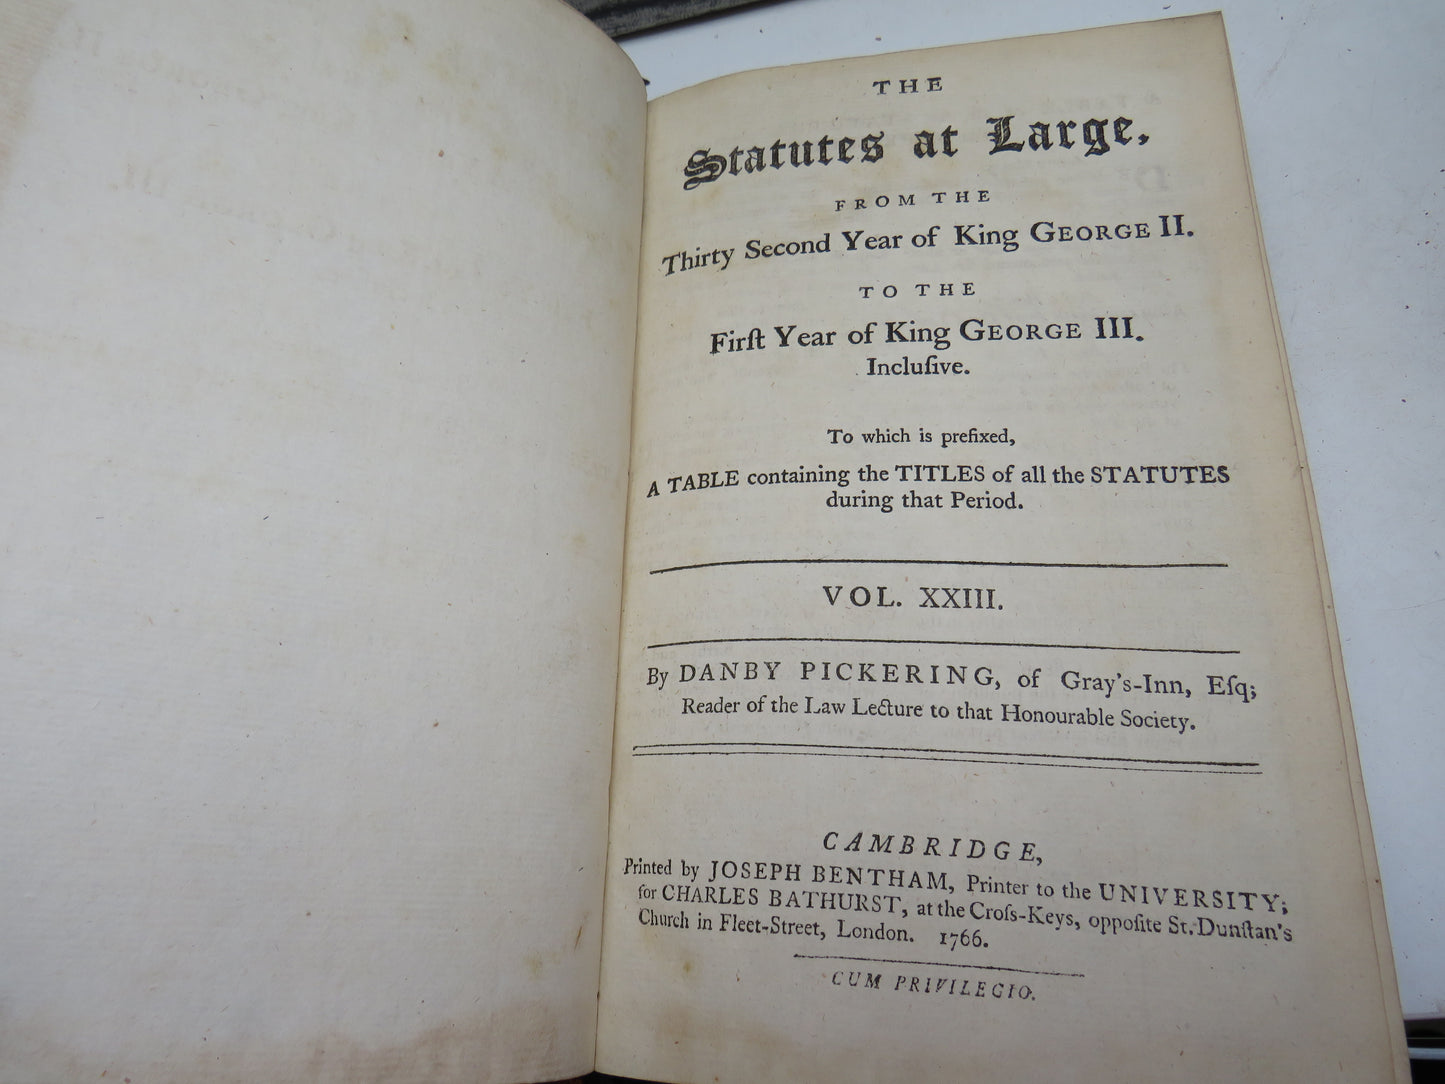 THE
Statutes at Large,
FROM THE
Thirty Second Year of King GEORGE II.
TO THE
Firſt Year of King GEORGE III.
Incluſive.
To which is prefixed,
A TABLE containing the TITLES of all the STATUTES
during that Period.
VOL. XXIII.
By DANBY PICKERING, of Gray's-Inn, Eſq;
Reader of the Law Lecture to that Honourable Society.
CAMBRIDGE,
Printed by JOSEPH BENTHAM, Printer to the UNIVERSITY;
for CHARLES BATHURST, at the Croſs-Keys, oppoſite St. Dunſtan's
Church in Fleet-Street, London. 1766.
CUM PRIVILEGIO.